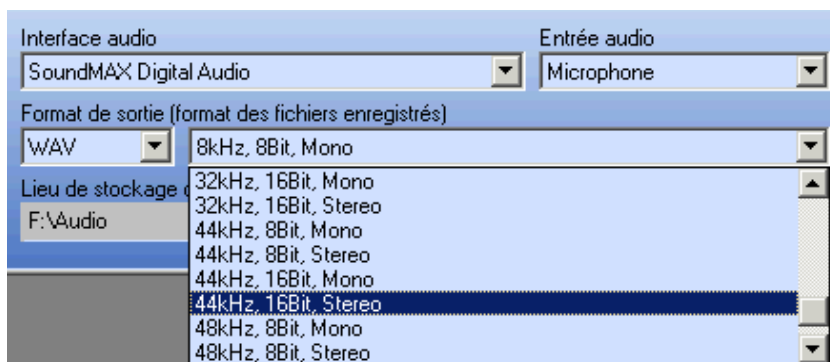 Interface audio
Entrée audio
SoundMAX Digital Audio
Microphone
Format de sortie (format des fichiers enregistrés)
WAV
8kHz, 8Bit, Mono
32kHz, 16Bit, Mono
Lieu de stockage
32kHz, 16Bit, Stereo
F:\Audio
44kHz, 8Bit, Mono
44kHz, 8Bit, Stereo
44kHz, 16Bit, Mono
44kHz, 16Bit, Stereo
48kHz, 8Bit, Mono
48kHz, 8Bit, Stereo